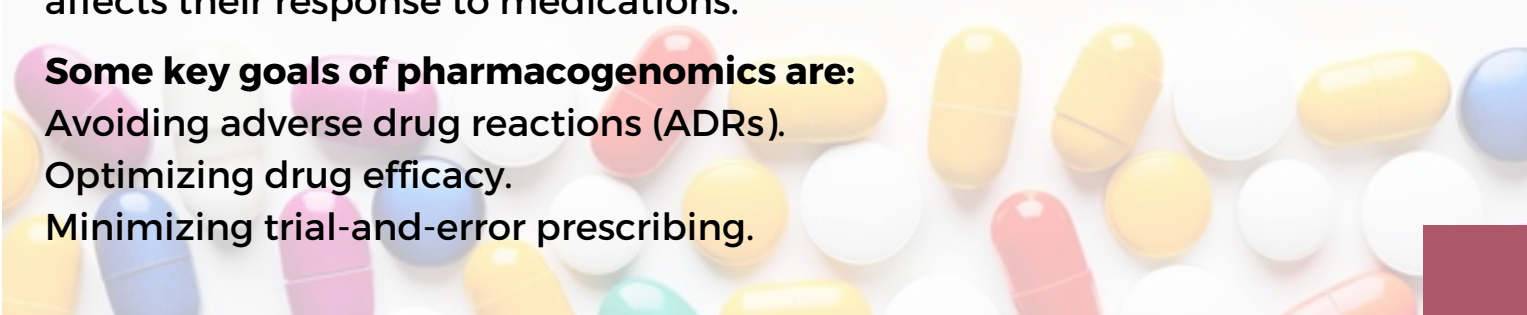 affects their response to medications.
Some key goals of pharmacogenomics are:
Avoiding adverse drug reactions (ADRs).
Optimizing drug efficacy.
Minimizing trial-and-error prescribing.